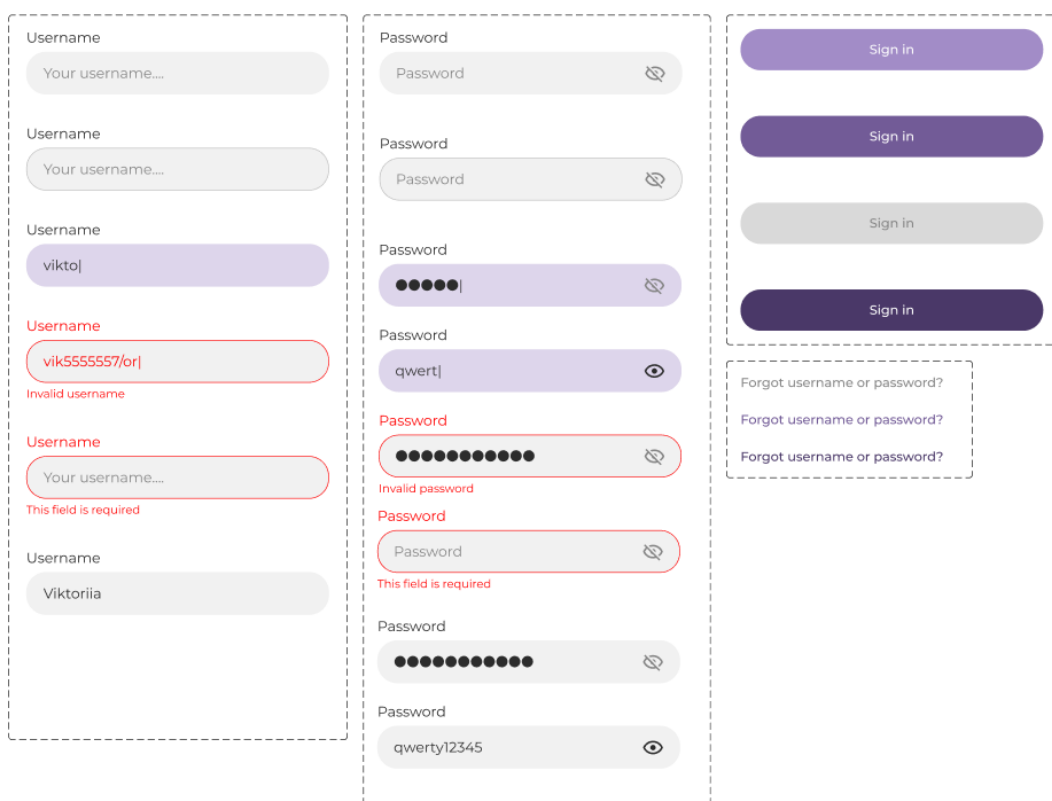 Username
Your username....
Username
Your username....
Username
vikto|
Username
vik5555557/or|
Invalid username
Username
Your username....
This field is required
Username
Viktoriia
Password
Password
Password
Password
Password
●●●●●|
Password
qwert|
Password
●●●●●●●●●●●
Invalid password
Password
Password
This field is required
Password
●●●●●●●●●●●
Password
qwerty12345
Sign in
Sign in
Sign in
Sign in
Forgot username or password?
Forgot username or password?
Forgot username or password?